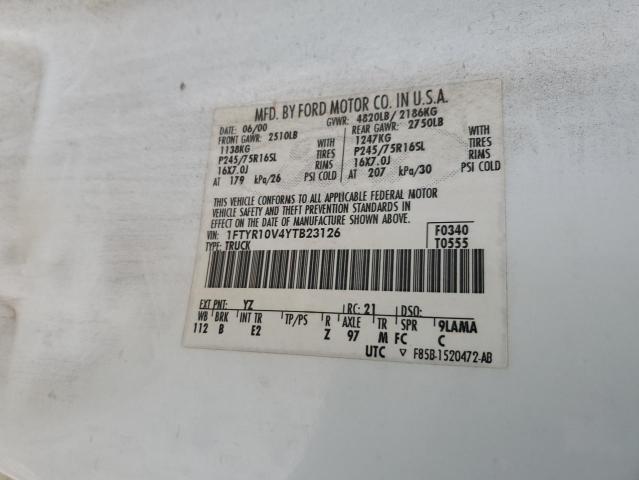 MFD. BY FORD MOTOR CO. IN U.S.A.
DATE: 06/00 GVWR: 4820LB/ 2186KG
FRONT GAWR: 2510LB REAR GAWR: 2750LB
1138KG WITH 1247KG WITH
P245/75R16SL TIRES P245/75R16SL TIRES
16X7.0J RIMS 16X7.0J RIMS
AT 179 kPa/26 PSI COLD AT 207 kPa/30 PSI COLD
THIS VEHICLE CONFORMS TO ALL APPLICABLE FEDERAL MOTOR
VEHICLE SAFETY AND THEFT PREVENTION STANDARDS IN
EFFECT ON THE DATE OF MANUFACTURE SHOWN ABOVE.
VIN: 1FTYR10V4YTB23126 F0340
TYPE: TRUCK T0555
EXT PNT: YZ RC: 21 DSO:
WB BRK INT TR TP/PS R AXLE TR SPR 9LAMA
112 B E2 Z 97 M FC C
UTC ▽ F85B-1520472-AB